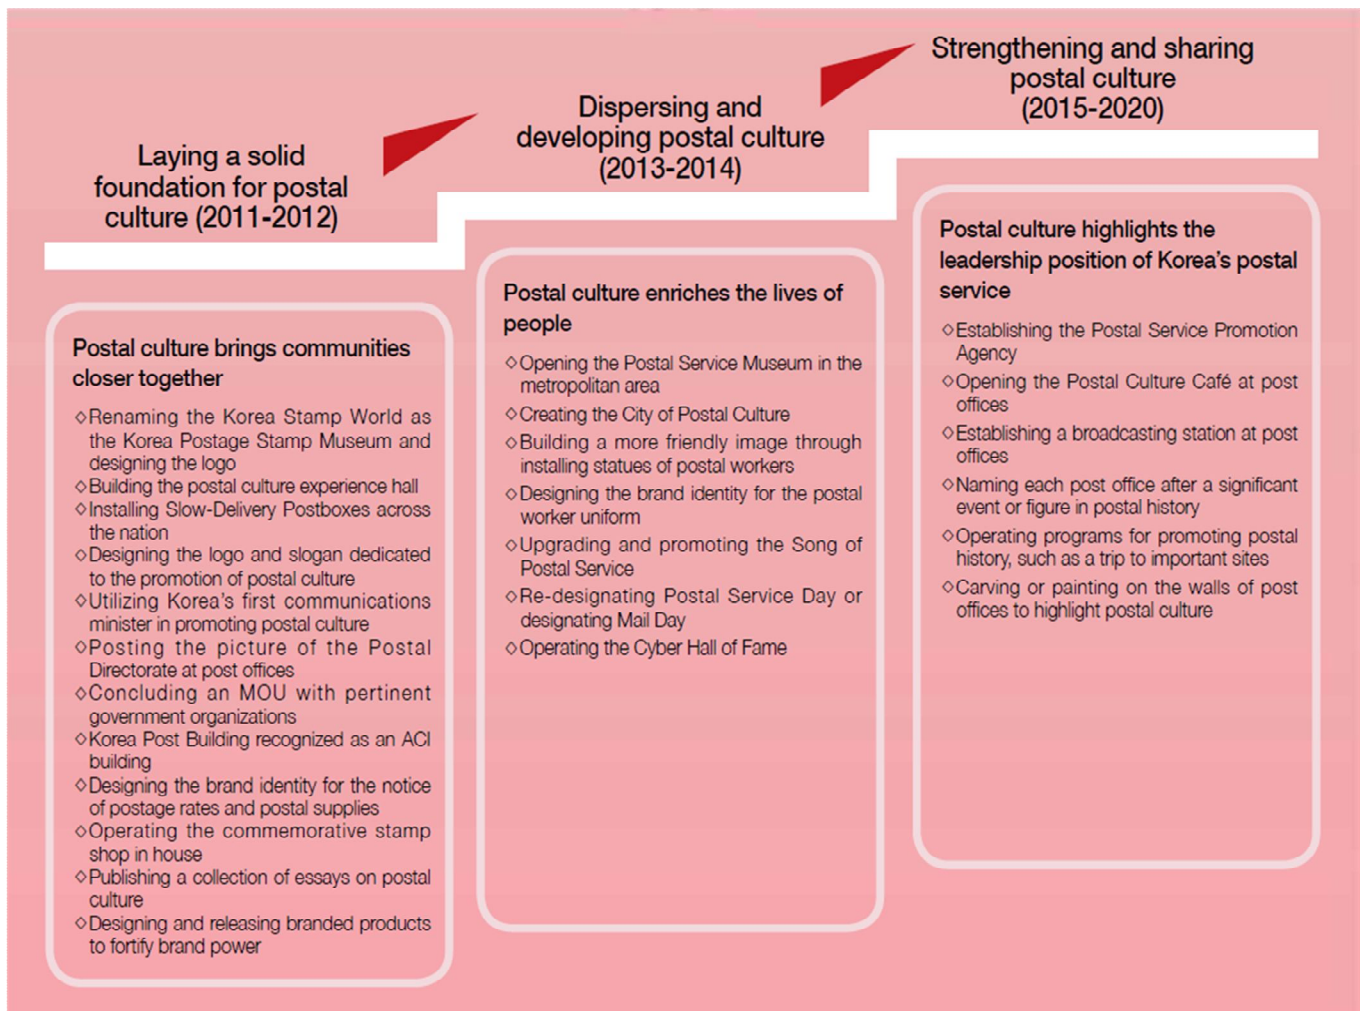 Laying a solid
foundation for postal
culture (2011-2012)
Postal culture brings communities
closer together
◇Renaming the Korea Stamp World as
the Korea Postage Stamp Museum and
designing the logo
◇Building the postal culture experience hall
◇Installing Slow-Delivery Postboxes across
the nation
◇Designing the logo and slogan dedicated
to the promotion of postal culture
◇Utilizing Korea's first communications
minister in promoting postal culture
◇Posting the picture of the Postal
Directorate at post offices
◇Concluding an MOU with pertinent
government organizations
◇Korea Post Building recognized as an ACI
building
◇Designing the brand identity for the notice
of postage rates and postal supplies
◇Operating the commemorative stamp
shop in house
◇Publishing a collection of essays on postal
culture
◇Designing and releasing branded products
to fortify brand power
Dispersing and
developing postal culture
(2013-2014)
Postal culture enriches the lives of
people
◇Opening the Postal Service Museum in the
metropolitan area
◇Creating the City of Postal Culture
◇Building a more friendly image through
installing statues of postal workers
◇Designing the brand identity for the postal
worker uniform
◇Upgrading and promoting the Song of
Postal Service
◇Re-designating Postal Service Day or
designating Mail Day
◇Operating the Cyber Hall of Fame
Strengthening and sharing
postal culture
(2015-2020)
Postal culture highlights the
leadership position of Korea's postal
service
◇Establishing the Postal Service Promotion
Agency
◇Opening the Postal Culture Café at post
offices
◇Establishing a broadcasting station at post
offices
◇Naming each post office after a significant
event or figure in postal history
◇Operating programs for promoting postal
history, such as a trip to important sites
◇Carving or painting on the walls of post
offices to highlight postal culture